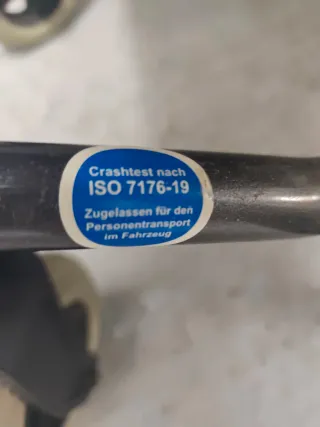 Crashtest nach
ISO 7176-19
Zugelassen für den
Personentransport
im Fahrzeug